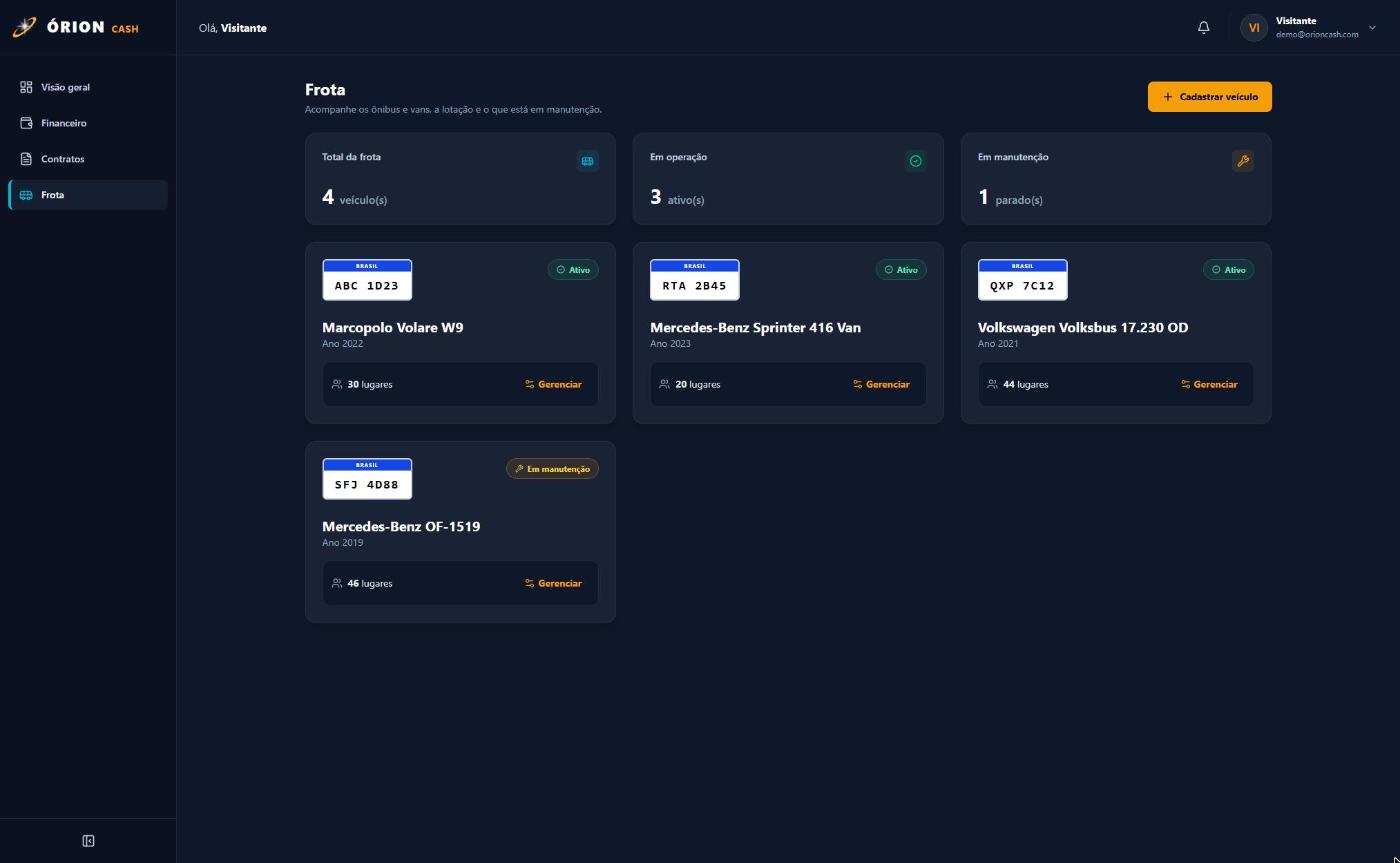 ÓRION CASH
Olá, Visitante
VI
Visitante
demo@orioncash.com
Visão geral
Financeiro
Contratos
Frota
Frota
Acompanhe os ônibus e vans, a lotação e o que está em manutenção.
+ Cadastrar veículo
Total da frota
4 veículo(s)
Em operação
3 ativo(s)
Em manutenção
1 parado(s)
BRASIL
ABC 1D23
Ativo
Marcopolo Volare W9
Ano 2022
30 lugares
Gerenciar
BRASIL
RTA 2B45
Ativo
Mercedes-Benz Sprinter 416 Van
Ano 2023
20 lugares
Gerenciar
BRASIL
QXP 7C12
Ativo
Volkswagen Volksbus 17.230 OD
Ano 2021
44 lugares
Gerenciar
BRASIL
SFJ 4D88
Em manutenção
Mercedes-Benz OF-1519
Ano 2019
46 lugares
Gerenciar